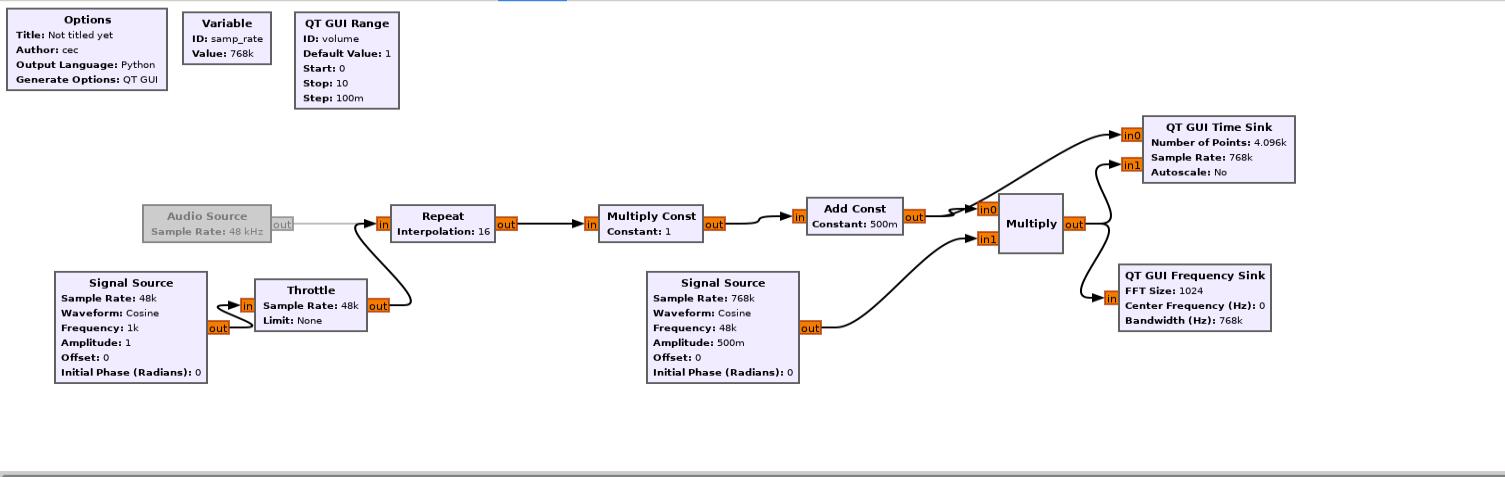 Options
Title: Not titled yet
Author: cec
Output Language: Python
Generate Options: QT GUI
Variable
ID: samp_rate
Value: 768k
QT GUI Range
ID: volume
Default Value: 1
Start: 0
Stop: 10
Step: 100m
Audio Source
Sample Rate: 48 kHz
out
in
Repeat
Interpolation: 16
out
in
Multiply Const
Constant: 1
out
in
Add Const
Constant: 500m
out
in0
in1
Multiply
out
in0
in1
QT GUI Time Sink
Number of Points: 4.096k
Sample Rate: 768k
Autoscale: No
Signal Source
Sample Rate: 48k
Waveform: Cosine
Frequency: 1k
Amplitude: 1
Offset: 0
Initial Phase (Radians): 0
out
in
Throttle
Sample Rate: 48k
Limit: None
out
Signal Source
Sample Rate: 768k
Waveform: Cosine
Frequency: 48k
Amplitude: 500m
Offset: 0
Initial Phase (Radians): 0
out
in
QT GUI Frequency Sink
FFT Size: 1024
Center Frequency (Hz): 0
Bandwidth (Hz): 768k